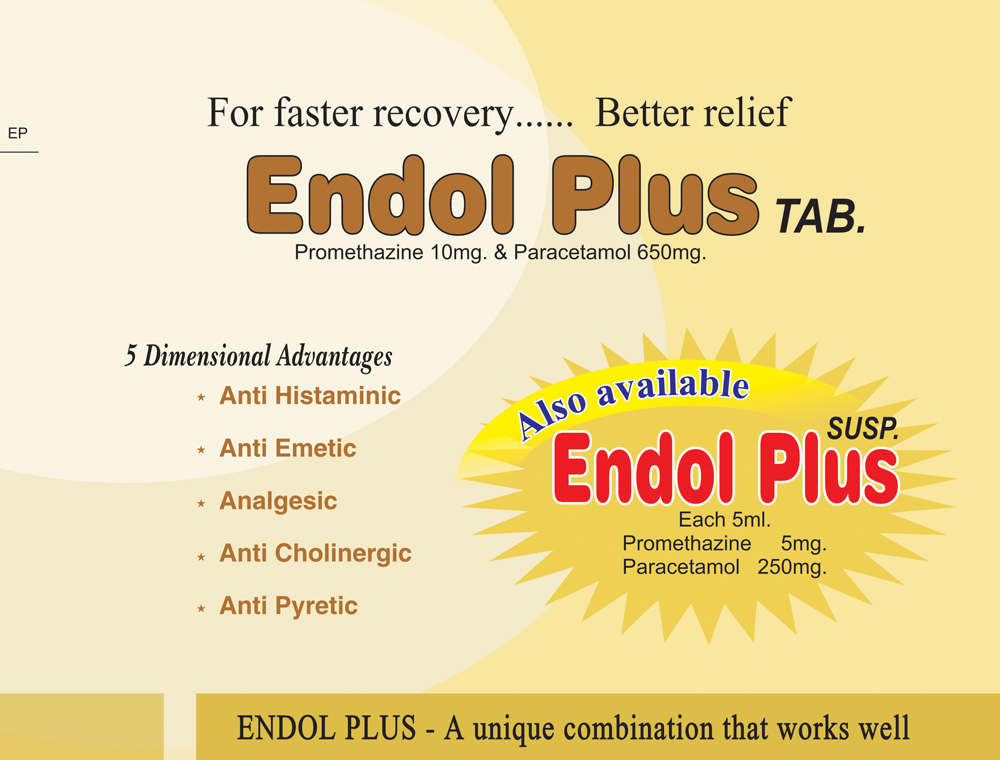 EP
For faster recovery...... Better relief
Endol Plus TAB.
Promethazine 10mg. & Paracetamol 650mg.
5 Dimensional Advantages
⋆ Anti Histaminic
⋆ Anti Emetic
⋆ Analgesic
⋆ Anti Cholinergic
⋆ Anti Pyretic
Also available
SUSP.
Endol Plus
Each 5ml.
Promethazine 5mg.
Paracetamol 250mg.
ENDOL PLUS - A unique combination that works well